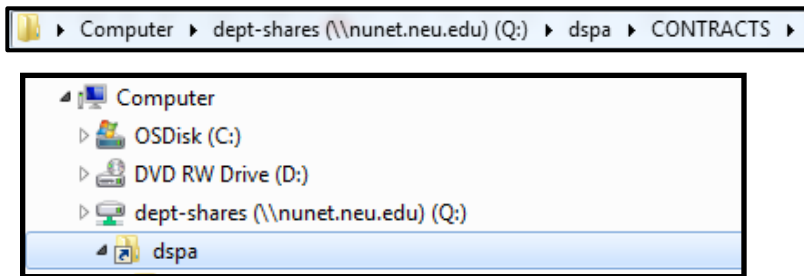 Computer dept-shares (\\nunet.neu.edu) (Q:) dspa CONTRACTS
Computer
OSDisk (C:)
DVD RW Drive (D:)
dept-shares (\\nunet.neu.edu) (Q:)
dspa